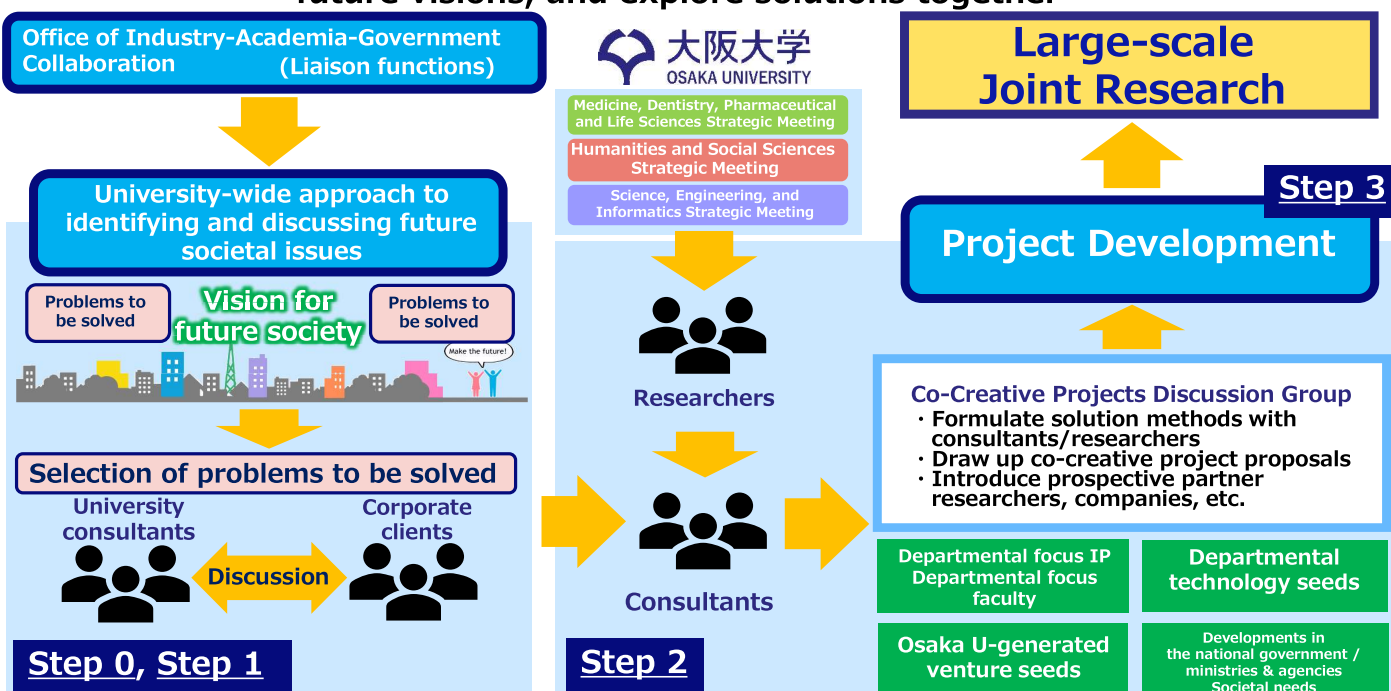 future visions, and explore solutions together
Office of Industry-Academia-Government
Collaboration (Liaison functions)
University-wide approach to
identifying and discussing future
societal issues
Problems to
be solved
Vision for
future society
Problems to
be solved
Make the future!
Selection of problems to be solved
University
consultants
Corporate
clients
Discussion
Step 0, Step 1
大阪大学
OSAKA UNIVERSITY
Medicine, Dentistry, Pharmaceutical
and Life Sciences Strategic Meeting
Humanities and Social Sciences
Strategic Meeting
Science, Engineering, and
Informatics Strategic Meeting
Researchers
Consultants
Step 2
Large-scale
Joint Research
Step 3
Project Development
Co-Creative Projects Discussion Group
・Formulate solution methods with
consultants/researchers
・Draw up co-creative project proposals
・Introduce prospective partner
researchers, companies, etc.
Departmental focus IP
Departmental focus
faculty
Departmental
technology seeds
Osaka U-generated
venture seeds
Developments in
the national government /
ministries & agencies
Societal needs